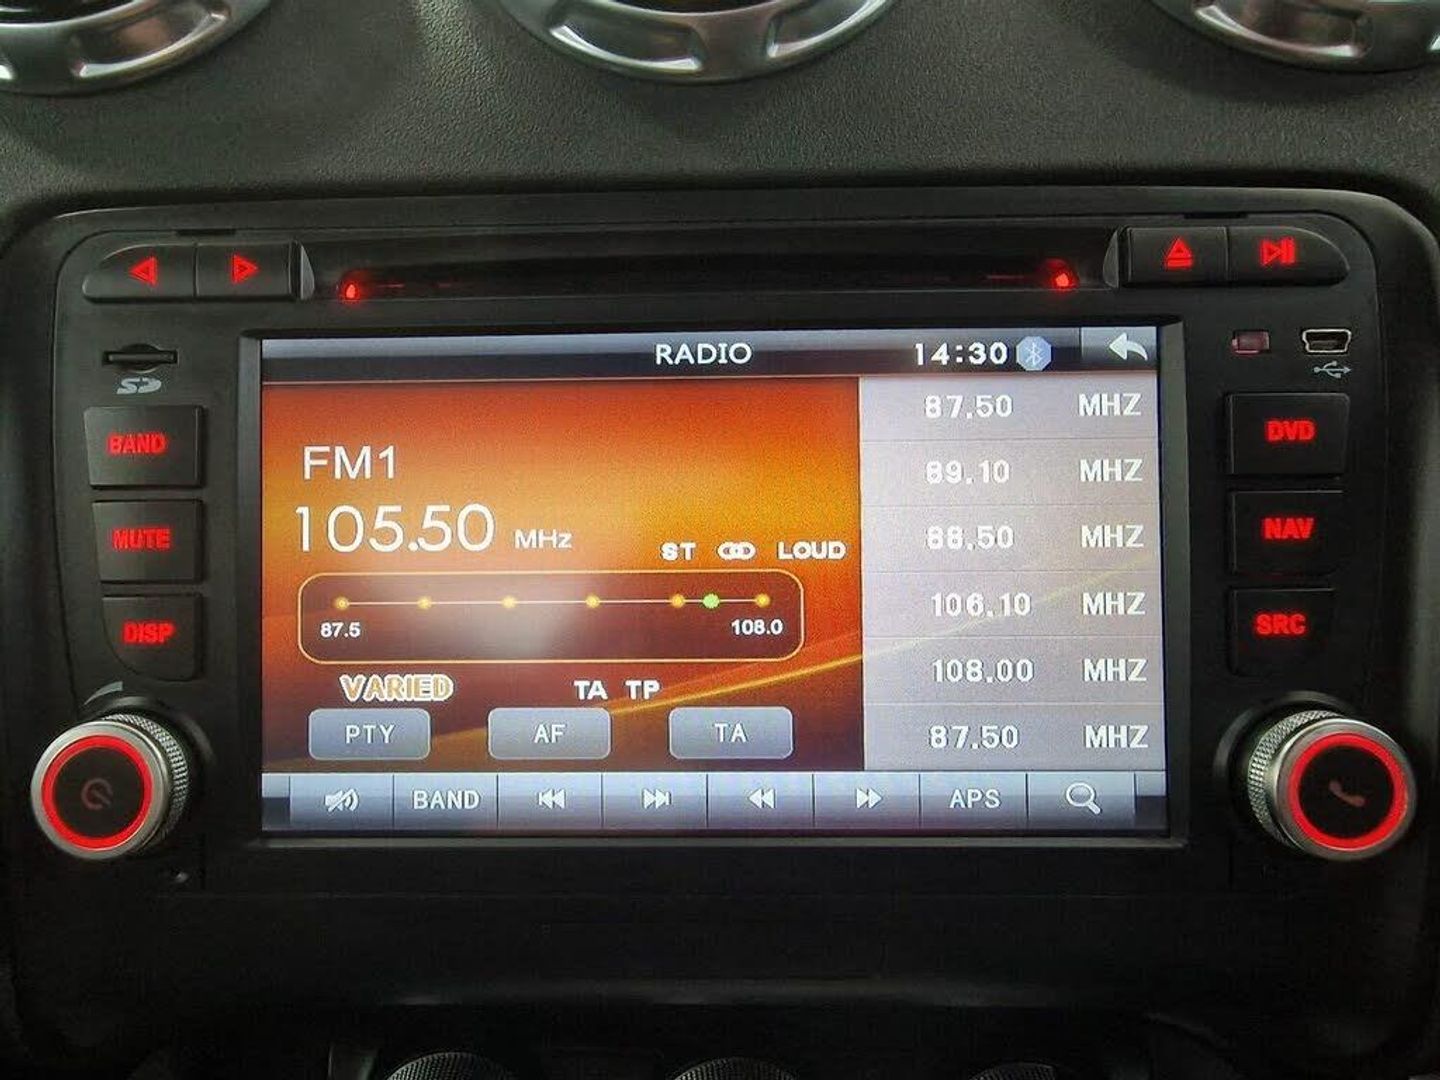 RADIO 14:30
SD
BAND
MUTE
DISP
FM1
105.50 MHz
ST LOUD
87.5 108.0
VARIED TA TP
PTY AF TA
87.50 MHZ
89.10 MHZ
88.50 MHZ
106.10 MHZ
108.00 MHZ
87.50 MHZ
BAND APS
DVD
NAV
SRC